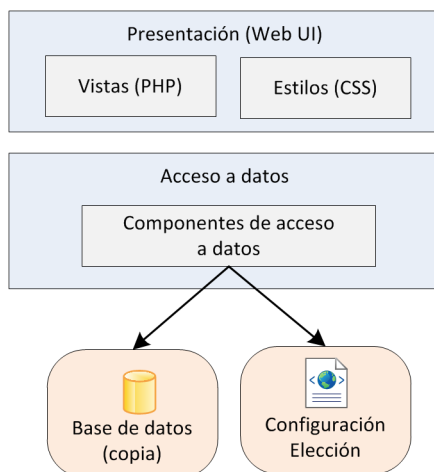 Presentación (Web UI)
Vistas (PHP)
Estilos (CSS)
Acceso a datos
Componentes de acceso
a datos
Base de datos
(copia)
Configuración
Elección